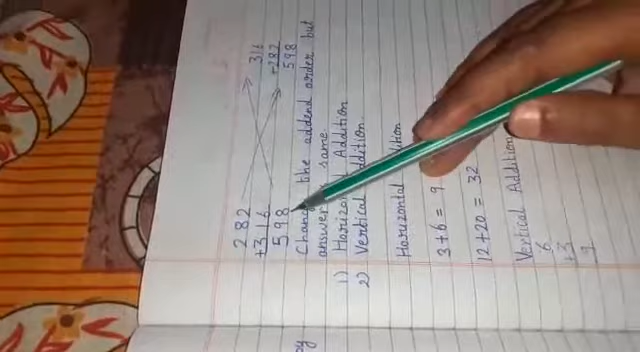 282 316
+316 +282
598 598
Change the addend order but
answer same.
1) Horizontal Addition
2) Vertical Addition.
Horizontal
3+6 = 9
12+20 = 32
Vertical Addition
6
+3
9